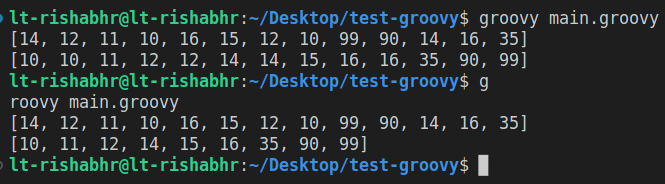 lt-rishabhr@lt-rishabhr:~/Desktop/test-groovy$ groovy main.groovy
[14, 12, 11, 10, 16, 15, 12, 10, 99, 90, 14, 16, 35]
[10, 10, 11, 12, 12, 14, 14, 15, 16, 16, 35, 90, 99]
lt-rishabhr@lt-rishabhr:~/Desktop/test-groovy$ g
roovy main.groovy
[14, 12, 11, 10, 16, 15, 12, 10, 99, 90, 14, 16, 35]
[10, 11, 12, 14, 15, 16, 35, 90, 99]
lt-rishabhr@lt-rishabhr:~/Desktop/test-groovy$